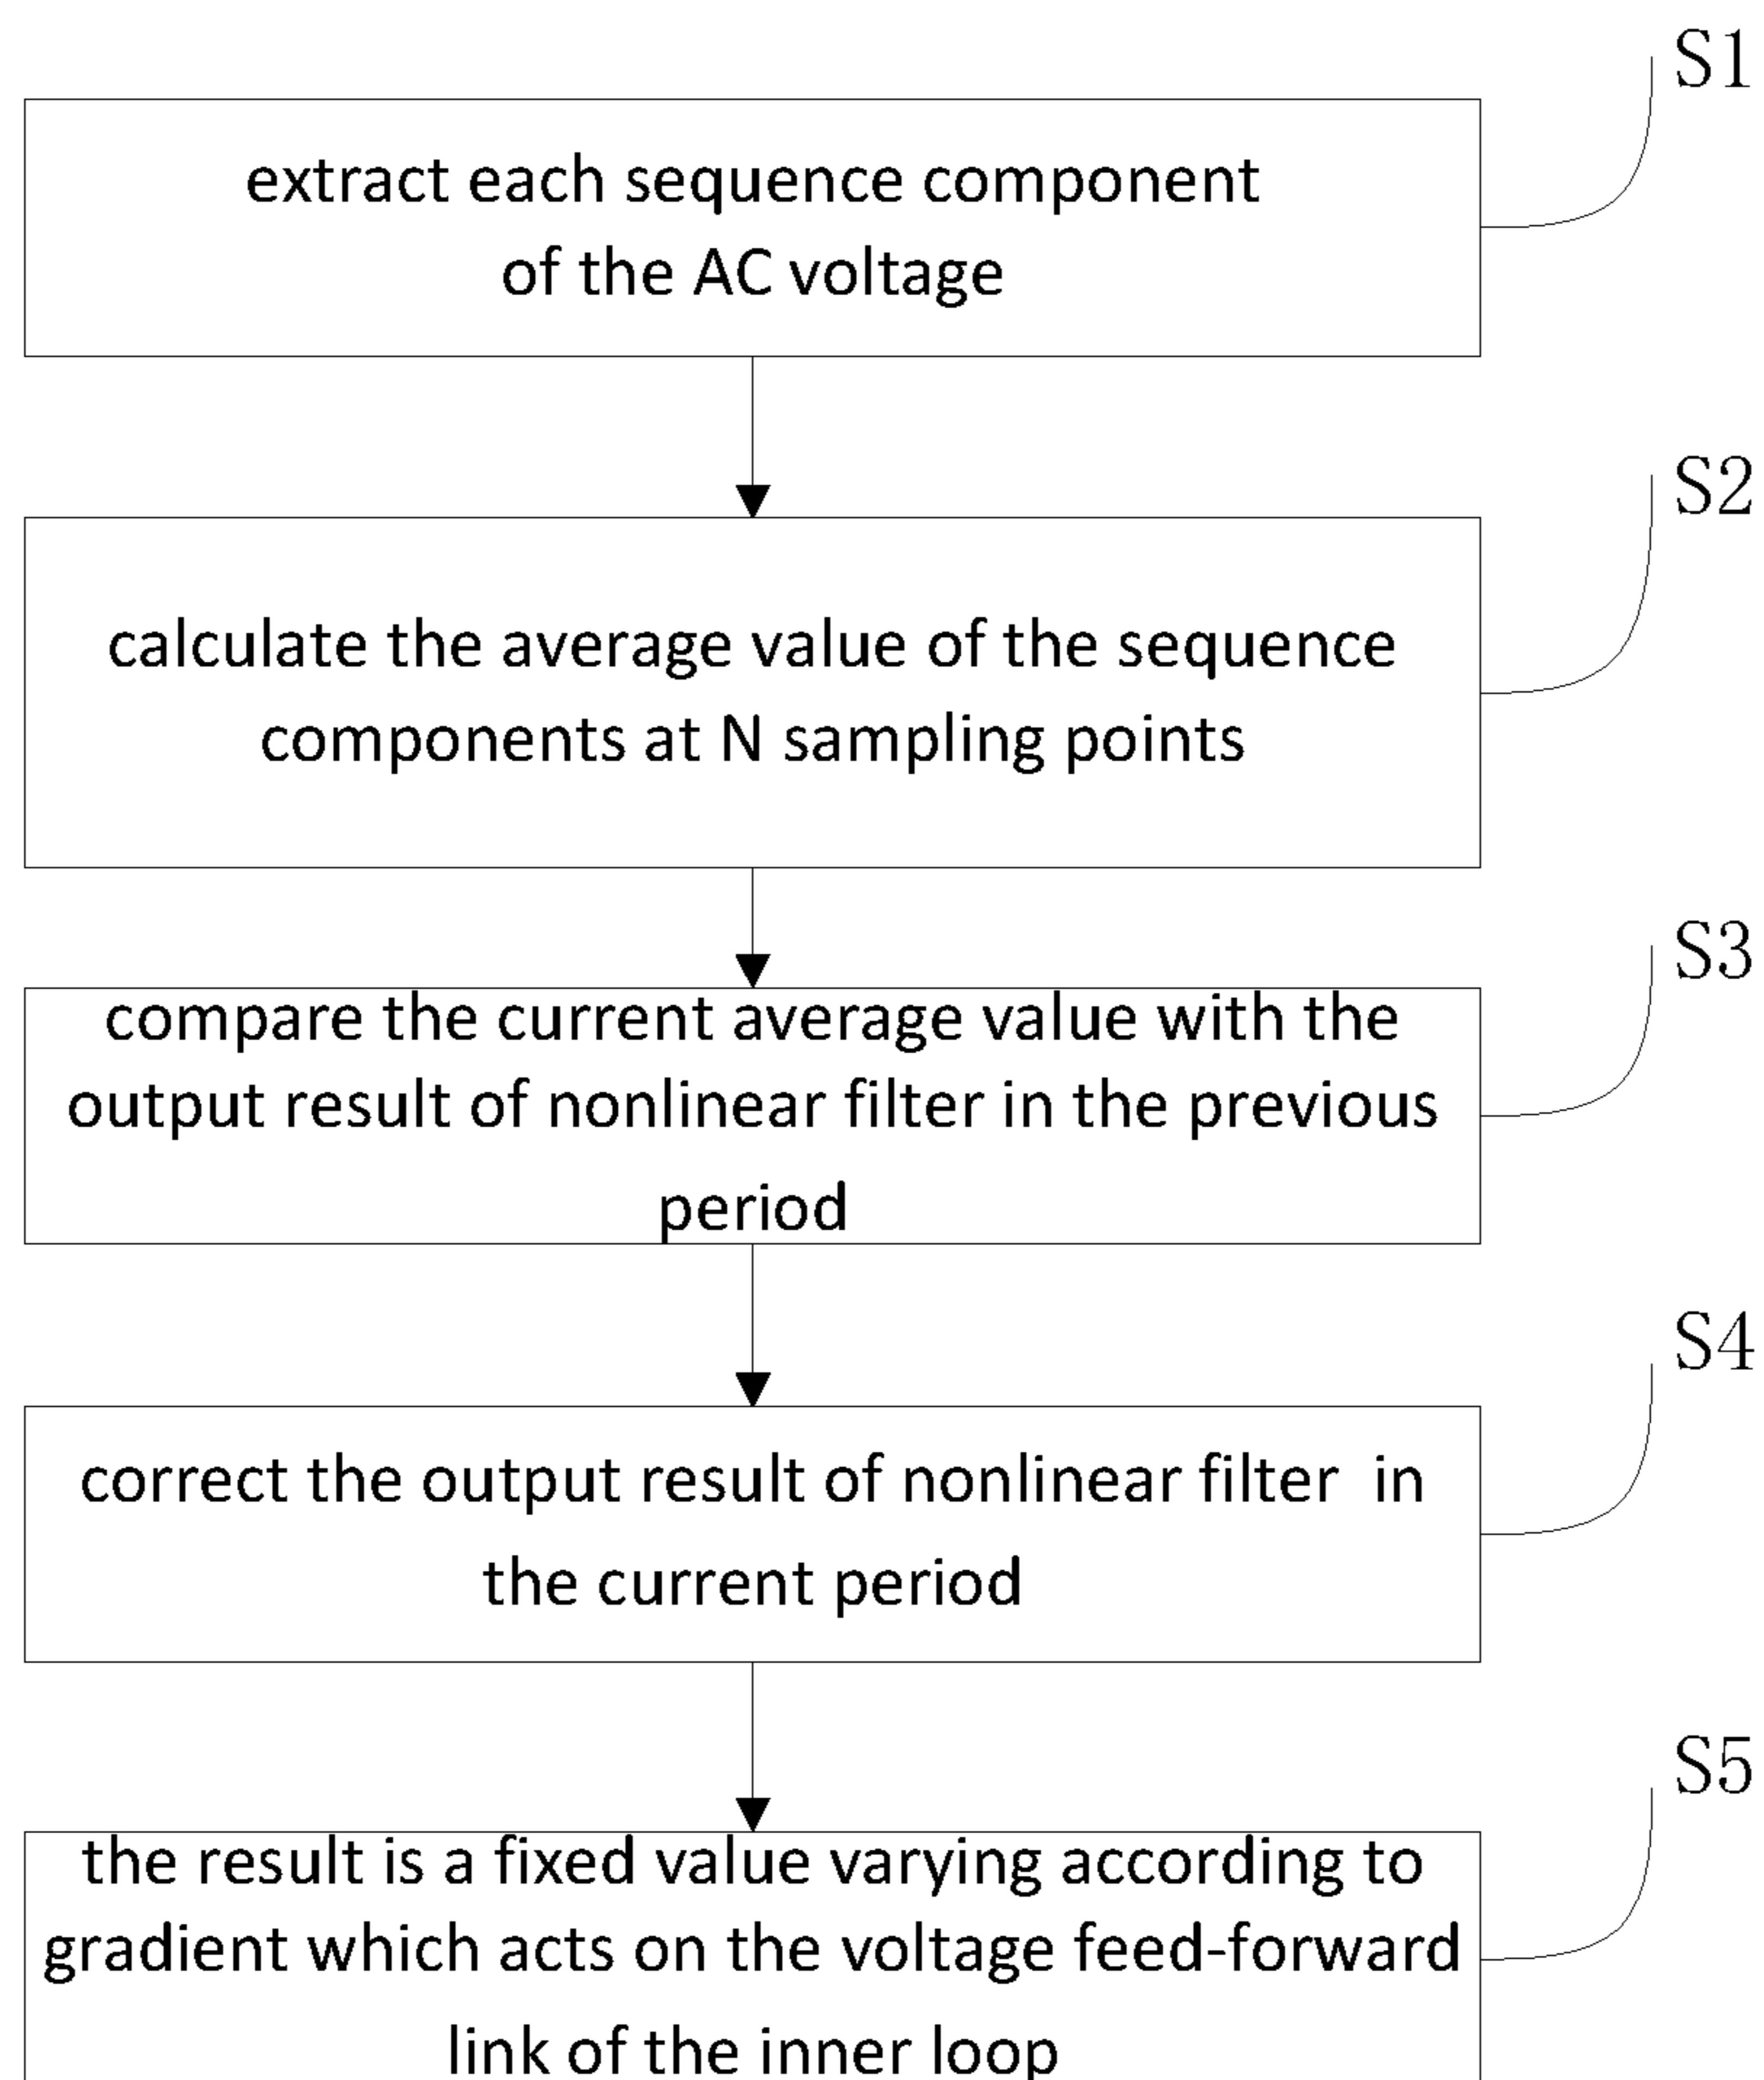 S1
extract each sequence component
of the AC voltage
S2
calculate the average value of the sequence
components at N sampling points
S3
compare the current average value with the
output result of nonlinear filter in the previous
period
S4
correct the output result of nonlinear filter in
the current period
S5
the result is a fixed value varying according to
gradient which acts on the voltage feed-forward
link of the inner loop